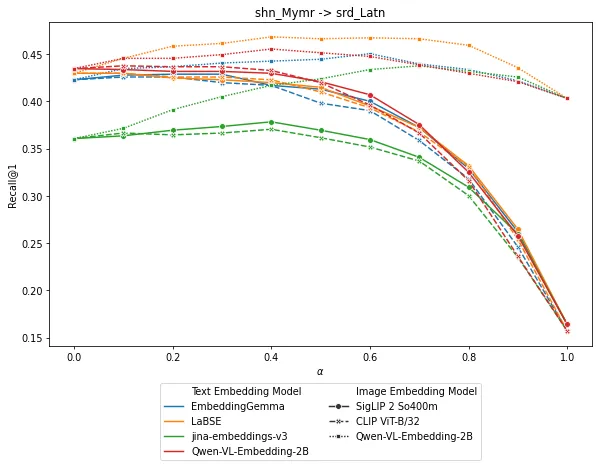 shn_Mymr -> srd_Latn
Recall@1
0.45
0.40
0.35
0.30
0.25
0.20
0.15
0.0
0.2
0.4
0.6
0.8
1.0
α
Text Embedding Model
EmbeddingGemma
LaBSE
jina-embeddings-v3
Qwen-VL-Embedding-2B
Image Embedding Model
SigLIP 2 So400m
CLIP ViT-B/32
Qwen-VL-Embedding-2B